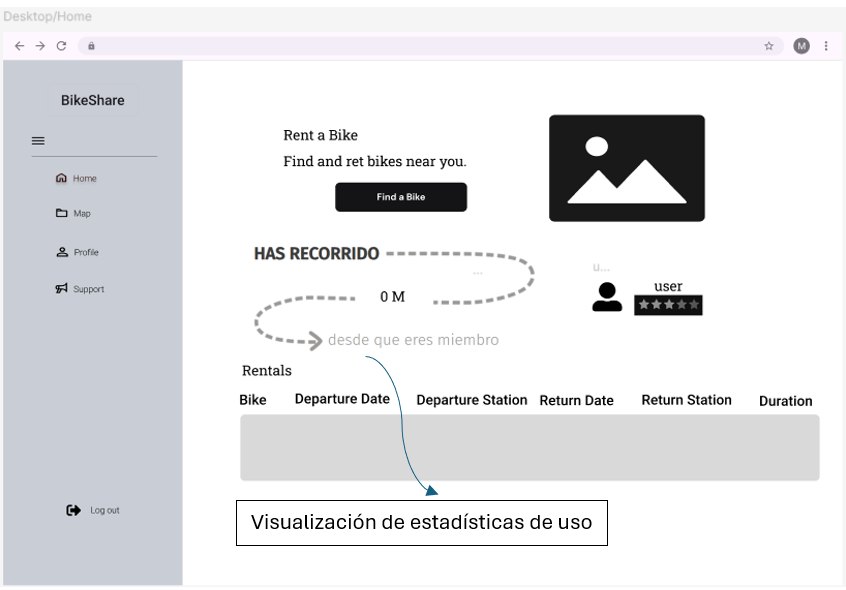 Desktop/Home
M
BikeShare
Home
Map
Profile
Support
Log out
Rent a Bike
Find and ret bikes near you.
Find a Bike
HAS RECORRIDO
...
0 M
desde que eres miembro
u...
user
Rentals
Bike Departure Date Departure Station Return Date Return Station Duration
Visualización de estadísticas de uso